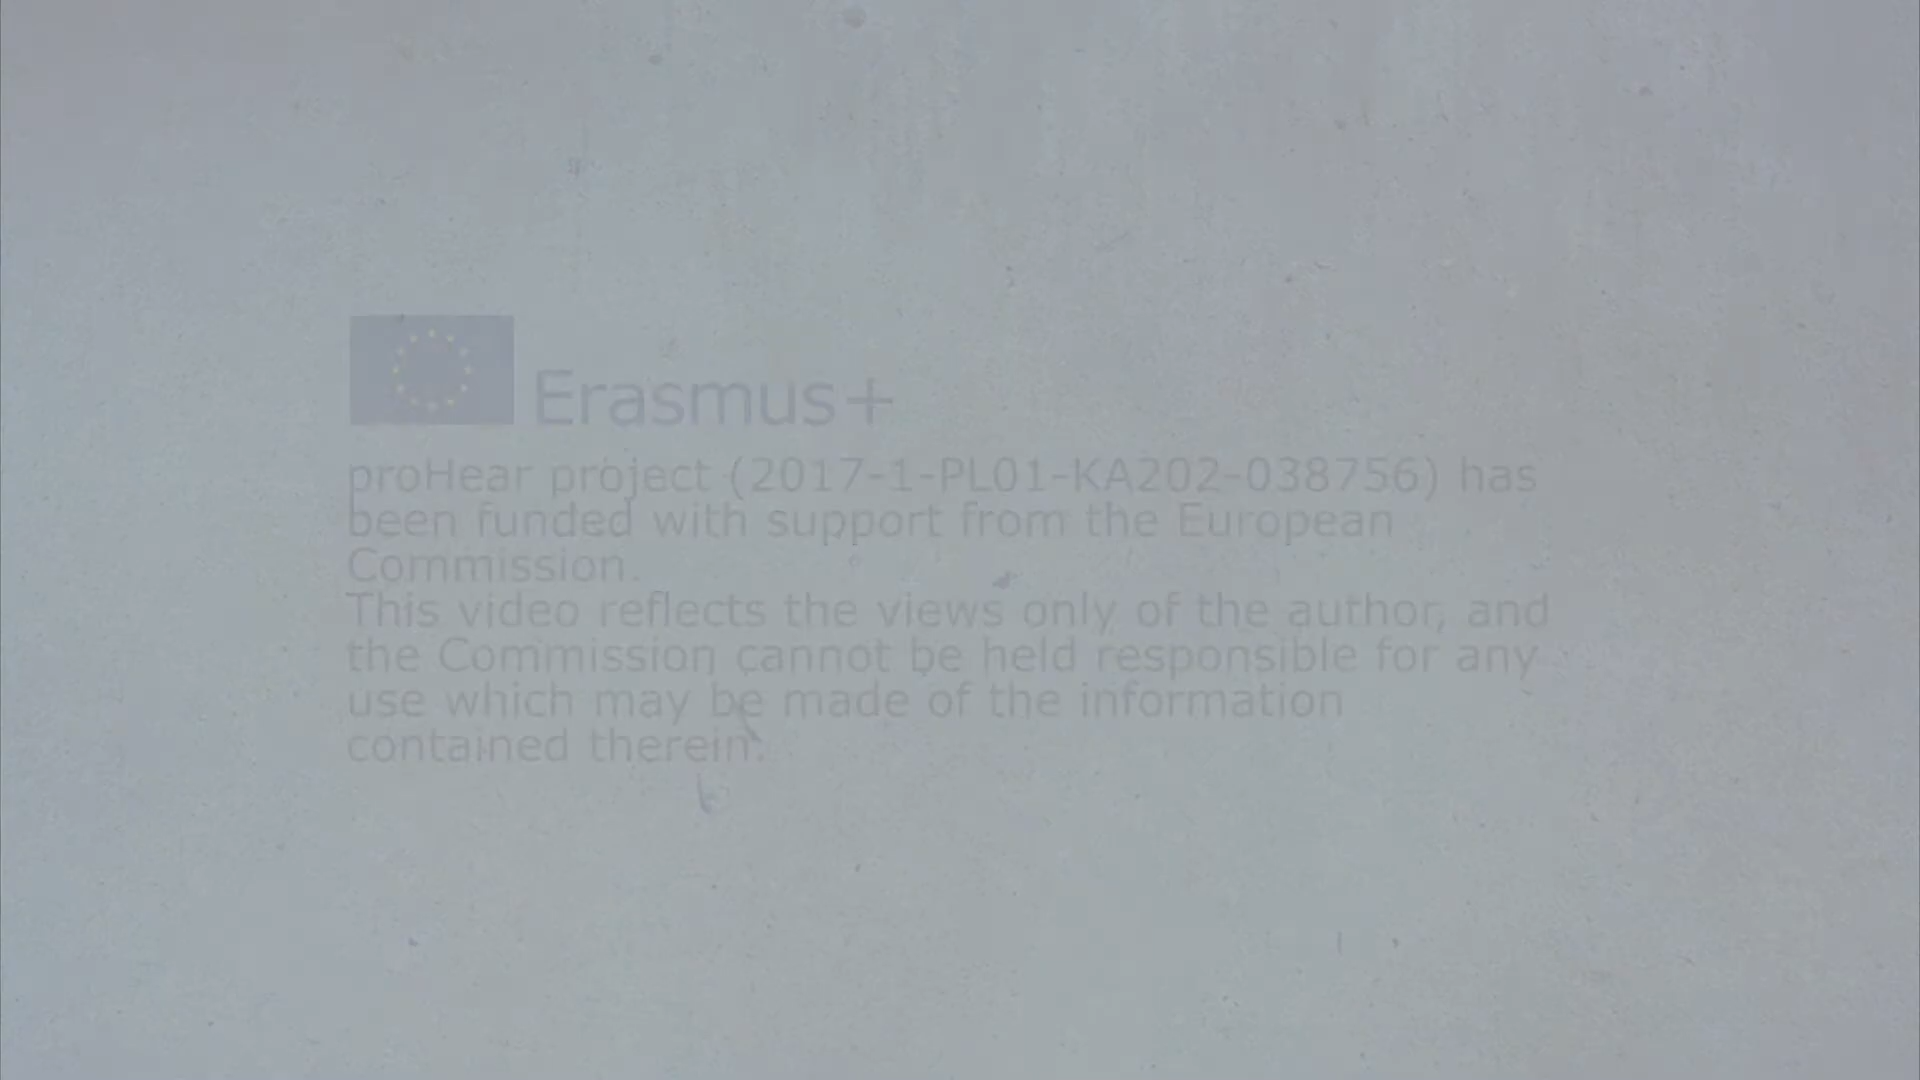 Erasmus+
proHear project (2017-1-PL01-KA202-038756) has
been funded with support from the European
Commission.
This video reflects the views only of the author, and
the Commission cannot be held responsible for any
use which may be made of the information
contained therein.